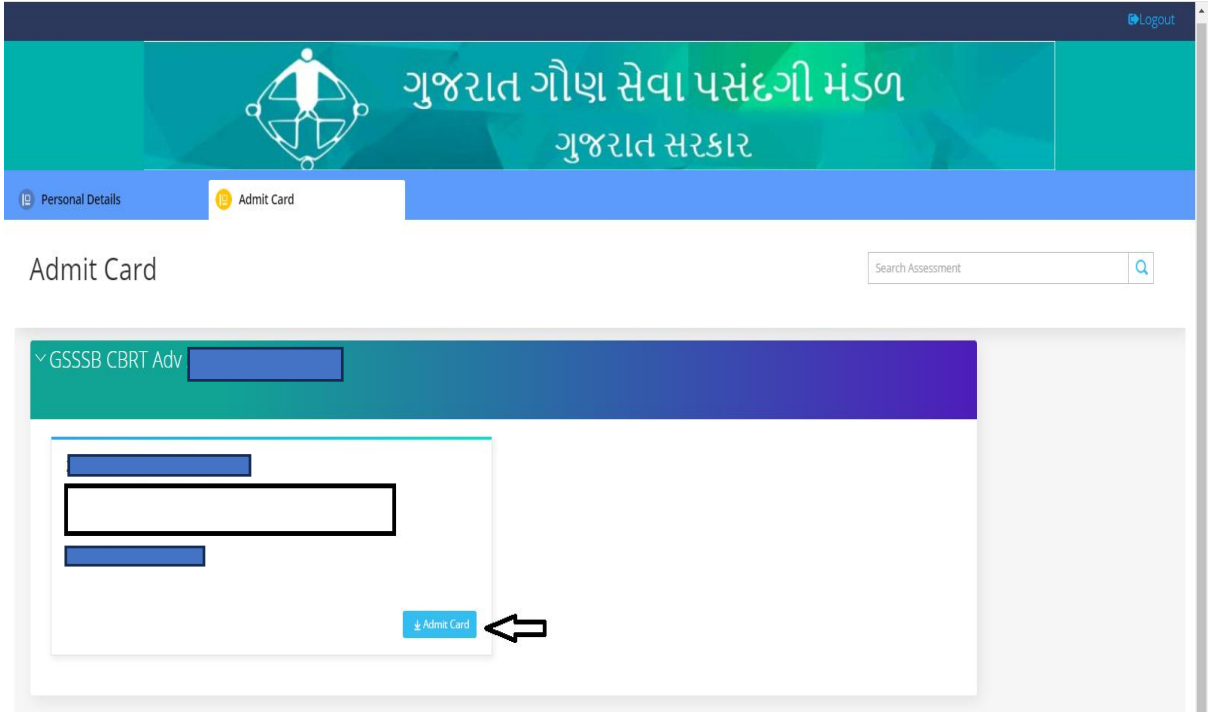 Logout
ગુજરાત ગૌણ સેવા પસંદગી મંડળ
ગુજરાત સરકાર
Personal Details
Admit Card
Admit Card
Search Assessment
GSSSB CBRT Adv
Admit Card